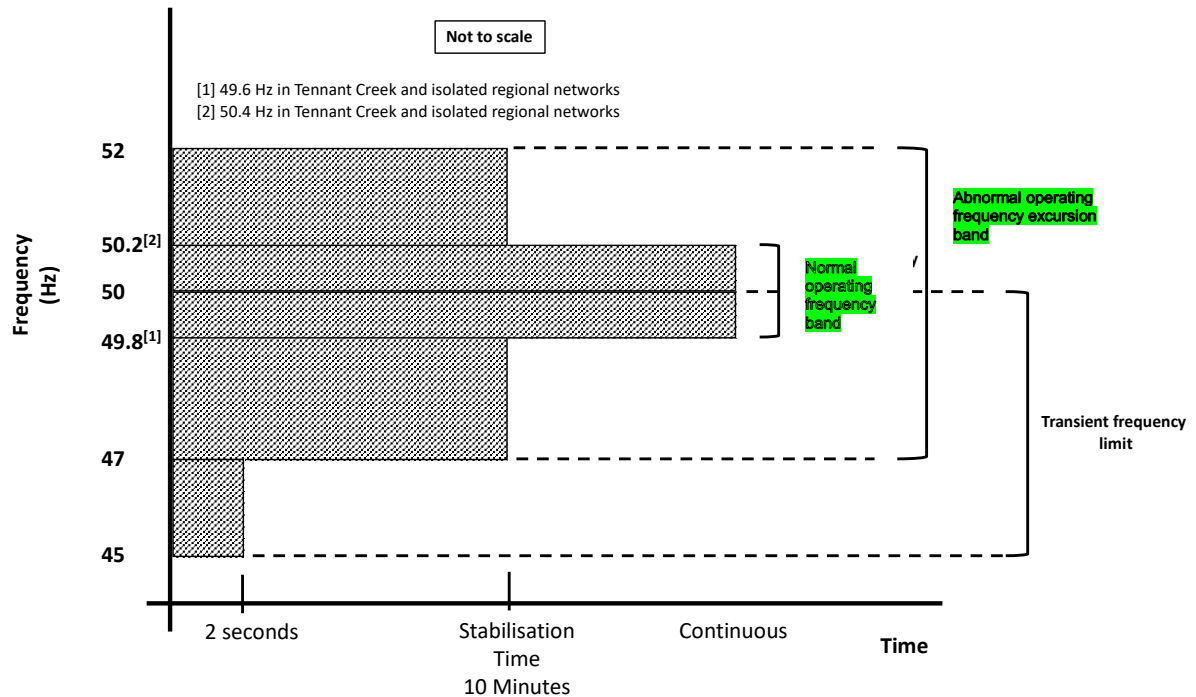 Not to scale
[1] 49.6 Hz in Tennant Creek and isolated regional networks
[2] 50.4 Hz in Tennant Creek and isolated regional networks
52
Abnormal operating
frequency excursion
band
Frequency
(Hz)
50.2[2]
Normal
operating
frequency
band
50
49.8[1]
Transient frequency
limit
47
45
2 seconds
Stabilisation
Time
10 Minutes
Continuous
Time